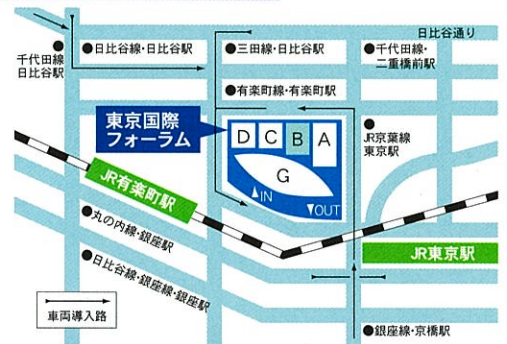 日比谷通り
千代田線
日比谷駅
日比谷線・日比谷駅
三田線・日比谷駅
千代田線・
二重橋前駅
有楽町線・有楽町駅
東京国際
フォーラム
D C B A
G
JR京葉線
東京駅
▲IN
▼OUT
JR有楽町駅
丸の内線・銀座駅
JR東京駅
日比谷線・銀座線・銀座駅
車両導入路
銀座線・京橋駅